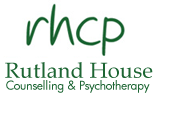 rhcp
Rutland House
Counselling & Psychotherapy